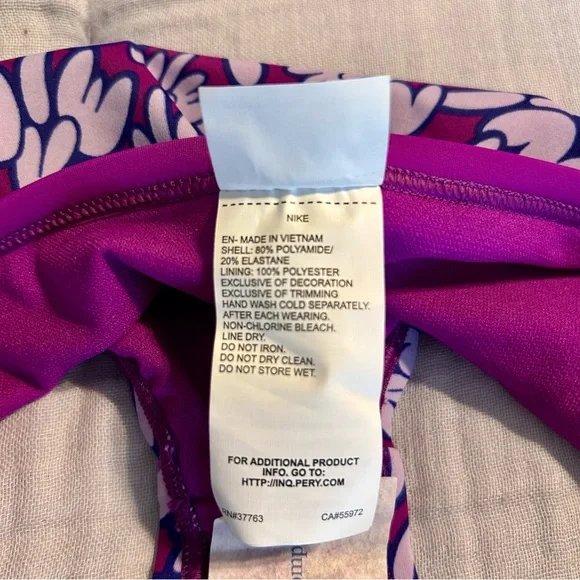 NIKE
EN- MADE IN VIETNAM
SHELL: 80% POLYAMIDE/
20% ELASTANE
LINING: 100% POLYESTER
EXCLUSIVE OF DECORATION
EXCLUSIVE OF TRIMMING
HAND WASH COLD SEPARATELY.
AFTER EACH WEARING.
NON-CHLORINE BLEACH.
LINE DRY.
DO NOT IRON.
DO NOT DRY CLEAN.
DO NOT STORE WET.
FOR ADDITIONAL PRODUCT
INFO. GO TO:
HTTP://INQ.PERY.COM
RN#37763 CA#55972